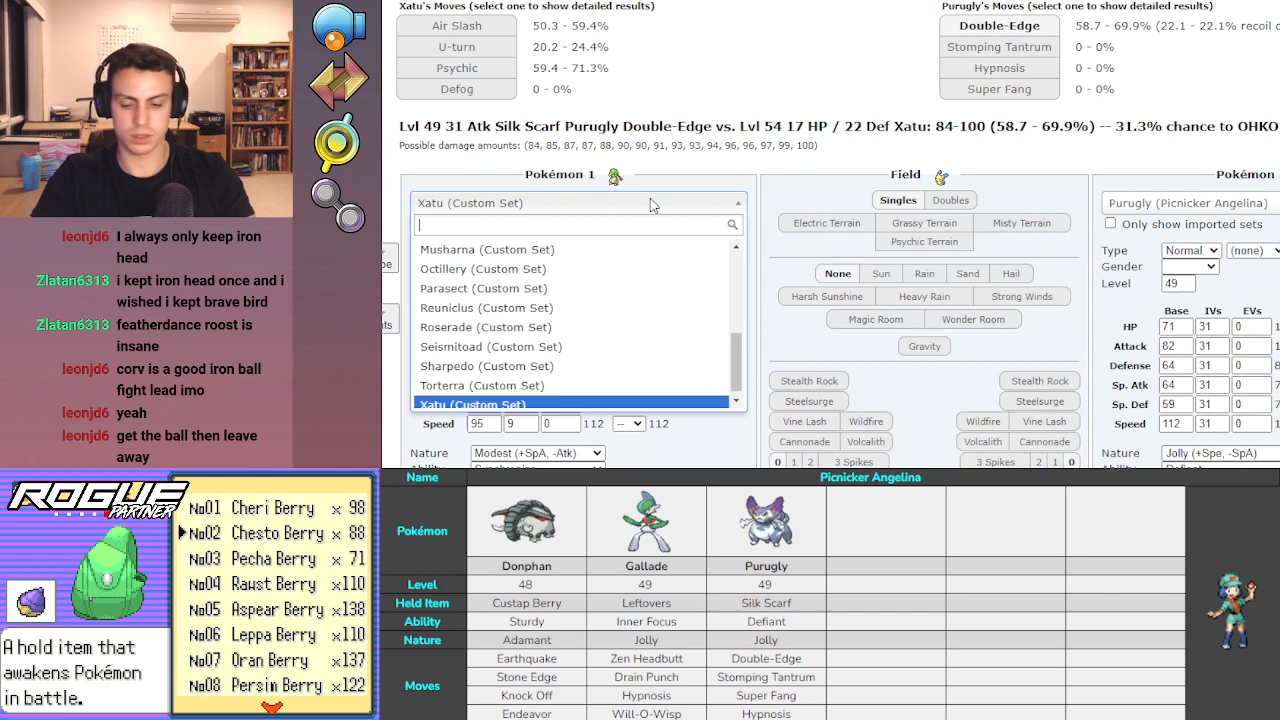 leonjd6 I always only keep iron
head
Zlatan6313 i kept iron head once and i
wished i kept brave bird
Zlatan6313 featherdance roost is
insane
leonjd6 corv is a good iron ball
fight lead imo
leonjd6 yeah
leonjd6 get the ball then leave
away
Xatu's Moves (select one to show detailed results)
Air Slash 50.3 - 59.4%
U-turn 20.2 - 24.4%
Psychic 59.4 - 71.3%
Defog 0 - 0%
Purugly's Moves (select one to show detailed results)
Double-Edge 58.7 - 69.9% (22.1 - 22.1% recoil
Stomping Tantrum 0 - 0%
Hypnosis 0 - 0%
Super Fang 0 - 0%
Lvl 49 31 Atk Silk Scarf Purugly Double-Edge vs. Lvl 54 17 HP / 22 Def Xatu: 84-100 (58.7 - 69.9%) -- 31.3% chance to OHKO
Possible damage amounts: (84, 85, 87, 87, 88, 90, 90, 91, 93, 93, 94, 96, 96, 97, 99, 100)
Pokémon 1
Xatu (Custom Set)
Musharna (Custom Set)
Octillery (Custom Set)
Parasect (Custom Set)
Reuniclus (Custom Set)
Roserade (Custom Set)
Seismitoad (Custom Set)
Sharpedo (Custom Set)
Torterra (Custom Set)
Xatu (Custom Set)
Speed 95 9 0 112 -- 112
Nature Modest (+SpA, -Atk)
Field
Singles Doubles
Electric Terrain Grassy Terrain Misty Terrain
Psychic Terrain
None Sun Rain Sand Hail
Harsh Sunshine Heavy Rain Strong Winds
Magic Room Wonder Room
Gravity
Stealth Rock Stealth Rock
Steelsurge Steelsurge
Vine Lash Wildfire Wildfire Vine Lash
Cannonade Volcalith Volcalith Cannonade
0 1 2 3 Spikes 3 Spikes 2 1 0
Pokémon
Purugly (Picnicker Angelina)
Only show imported sets
Type Normal (none)
Gender
Level 49
Base IVs EVs
HP 71 31 0
Attack 82 31 0
Defense 64 31 0
Sp. Atk 64 31 0
Sp. Def 59 31 0
Speed 112 31 0
Nature Jolly (+Spe, -SpA)
ROGUE
PARTNER
No01 Cheri Berry x 98
No02 Chesto Berry x 88
No03 Pecha Berry x 71
No04 Rawst Berry x110
No05 Aspear Berry x138
No06 Leppa Berry x110
No07 Oran Berry x137
No08 Persim Berry x122
A hold item that
awakens Pokémon
in battle.
Name Picnicker Angelina
Pokémon
Donphan Gallade Purugly
Level 48 49 49
Held Item Custap Berry Leftovers Silk Scarf
Ability Sturdy Inner Focus Defiant
Nature Adamant Jolly Jolly
Moves
Earthquake Zen Headbutt Double-Edge
Stone Edge Drain Punch Stomping Tantrum
Knock Off Hypnosis Super Fang
Endeavor Will-O-Wisp Hypnosis